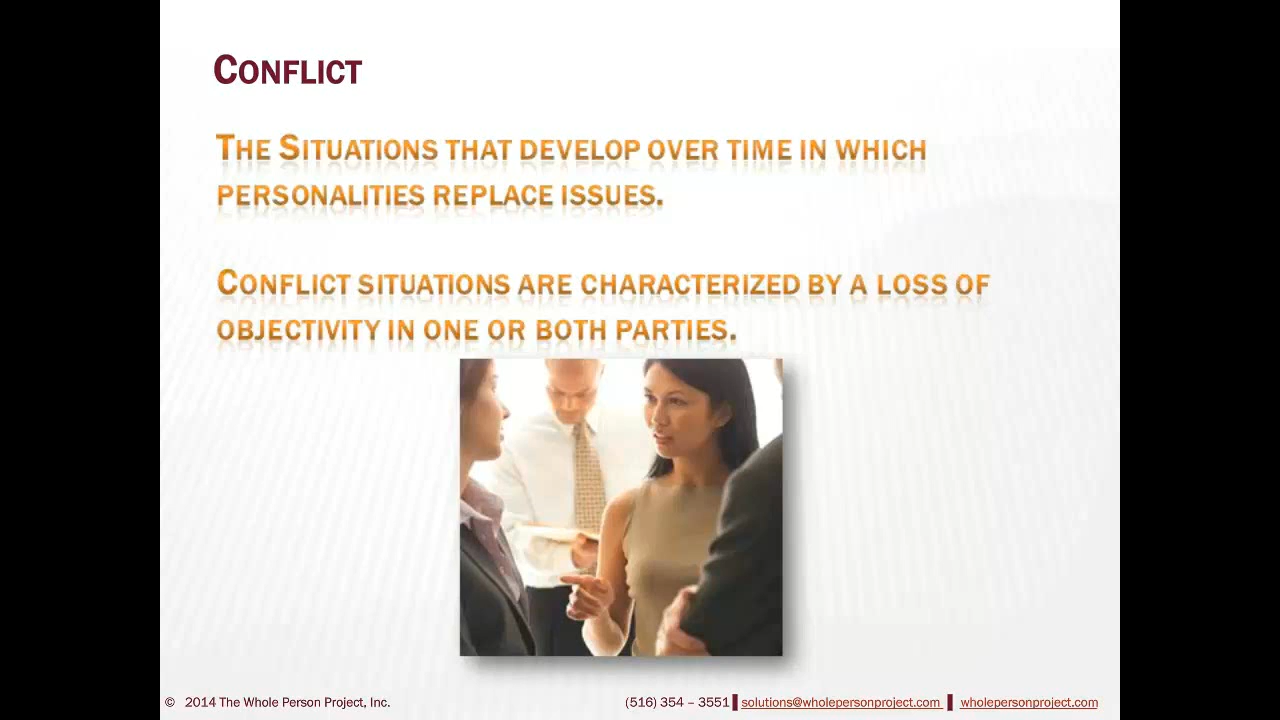 CONFLICT
THE SITUATIONS THAT DEVELOP OVER TIME IN WHICH
PERSONALITIES REPLACE ISSUES.
CONFLICT SITUATIONS ARE CHARACTERIZED BY A LOSS OF
OBJECTIVITY IN ONE OR BOTH PARTIES.
© 2014 The Whole Person Project, Inc. (516) 354 – 3551 | solutions@wholepersonproject.com | wholepersonproject.com